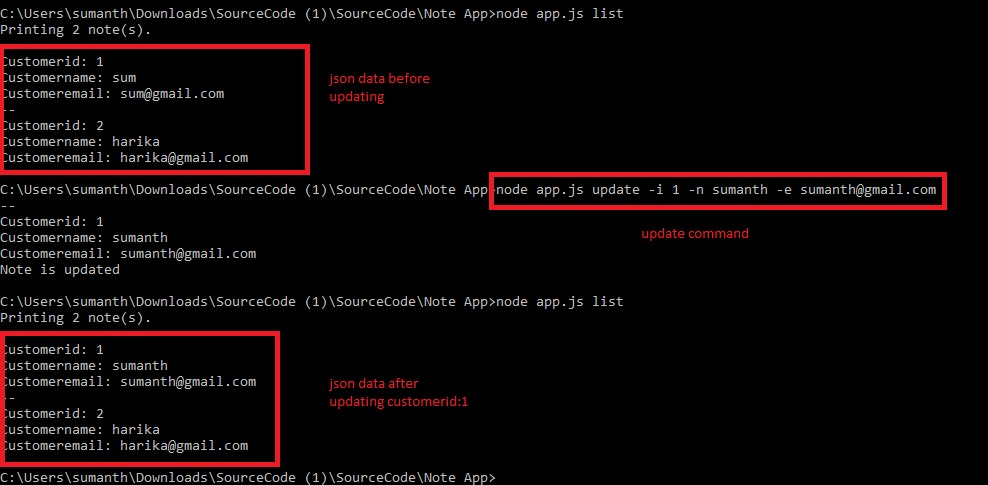 C:\Users\sumanth\Downloads\SourceCode (1)\SourceCode\Note App>node app.js list
Printing 2 note(s).
Customerid: 1
Customername: sum
json data before
Customeremail: sum@gmail.com
updating
--
Customerid: 2
Customername: harika
Customeremail: harika@gmail.com
C:\Users\sumanth\Downloads\SourceCode (1)\SourceCode\Note App>node app.js update -i 1 -n sumanth -e sumanth@gmail.com
--
Customerid: 1
Customername: sumanth
update command
Customeremail: sumanth@gmail.com
Note is updated
C:\Users\sumanth\Downloads\SourceCode (1)\SourceCode\Note App>node app.js list
Printing 2 note(s).
Customerid: 1
Customername: sumanth
Customeremail: sumanth@gmail.com
json data after
--
updating customerid:1
Customerid: 2
Customername: harika
Customeremail: harika@gmail.com
C:\Users\sumanth\Downloads\SourceCode (1)\SourceCode\Note App>